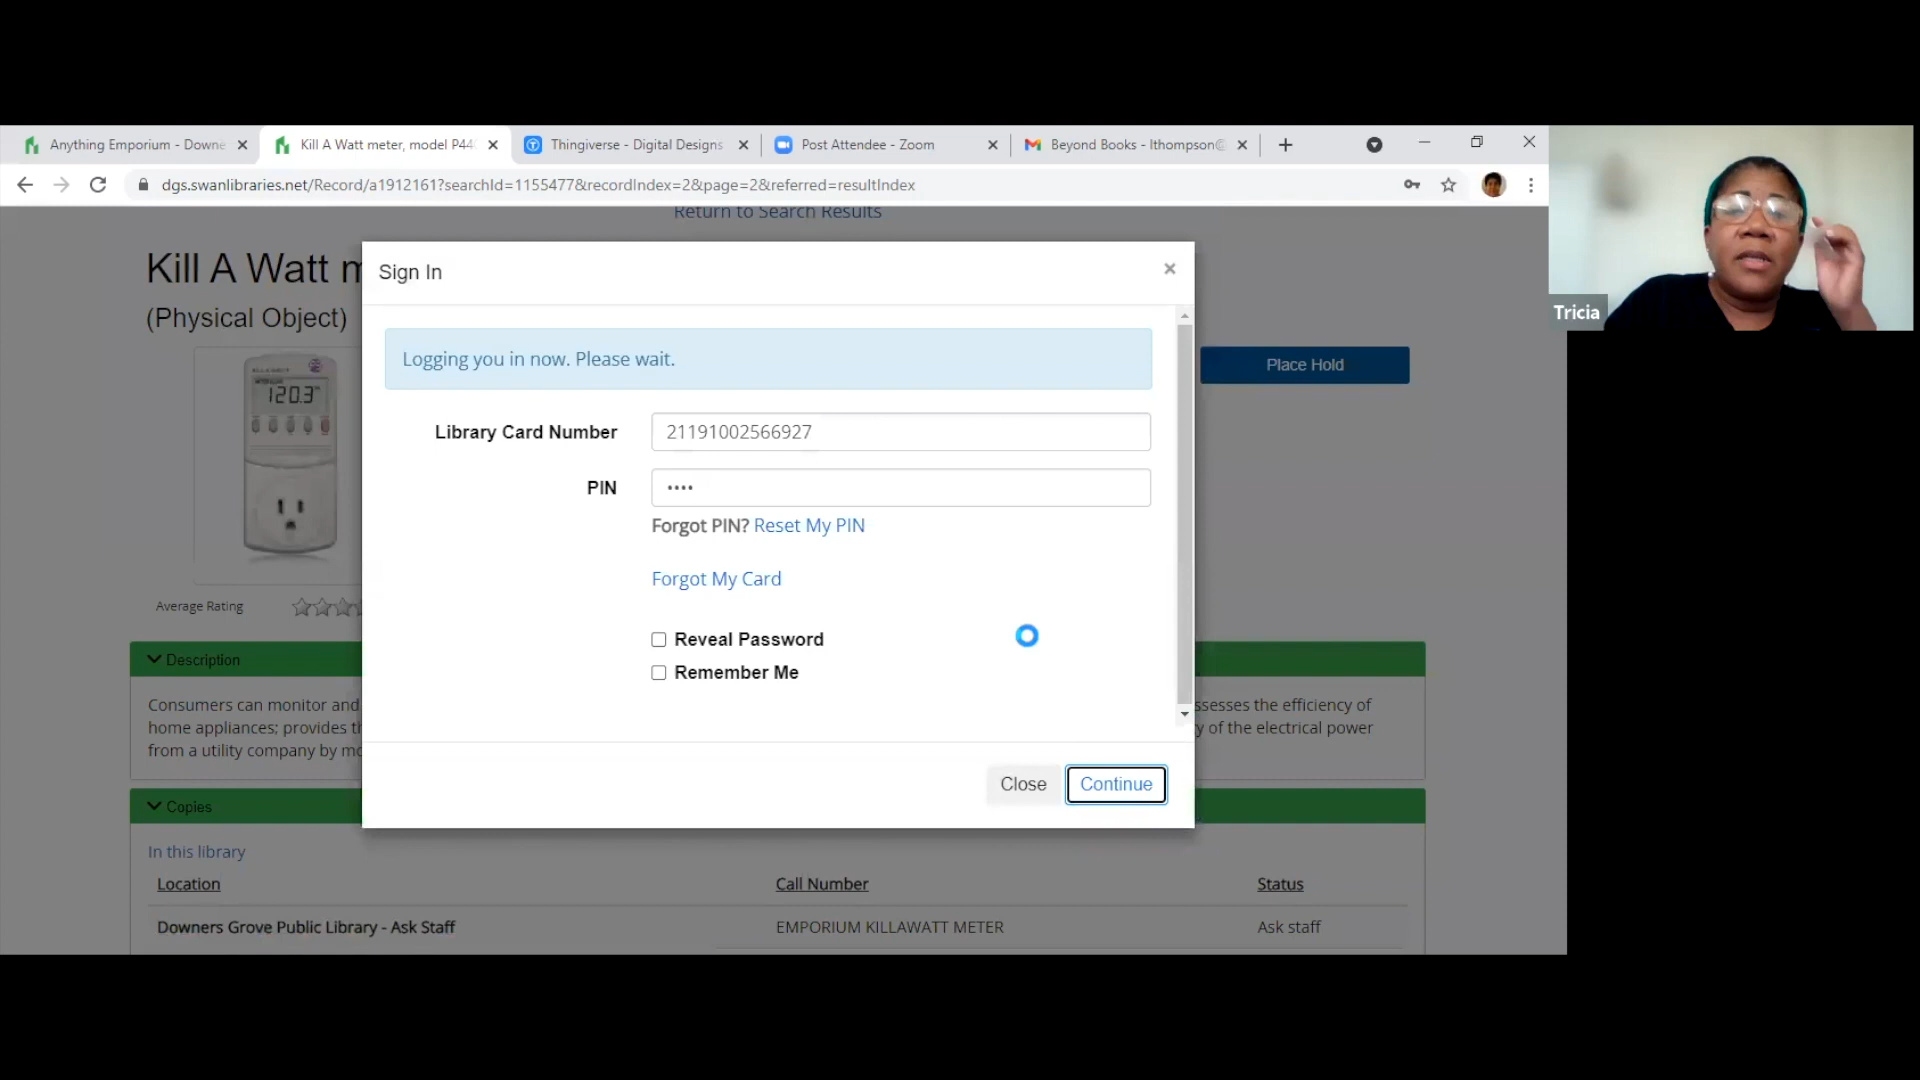 Anything Emporium - Downe
Kill A Watt meter, model P44
Thingiverse - Digital Designs
Post Attendee - Zoom
Beyond Books - lthompson@
dgs.swanlibraries.net/Record/a1912161?searchId=1155477&recordIndex=2&page=2&referred=resultIndex
Return to Search Results
Kill A Watt m
(Physical Object)
120.3
Sign In
Logging you in now. Please wait.
Library Card Number
21191002566927
PIN
••••
Forgot PIN? Reset My PIN
Forgot My Card
Reveal Password
Remember Me
Close
Continue
Place Hold
Tricia
Average Rating
Description
Consumers can monitor and
ssesses the efficiency of
home appliances; provides th
y of the electrical power
from a utility company by mo
Copies
In this library
Location
Call Number
Status
Downers Grove Public Library - Ask Staff
EMPORIUM KILLAWATT METER
Ask staff